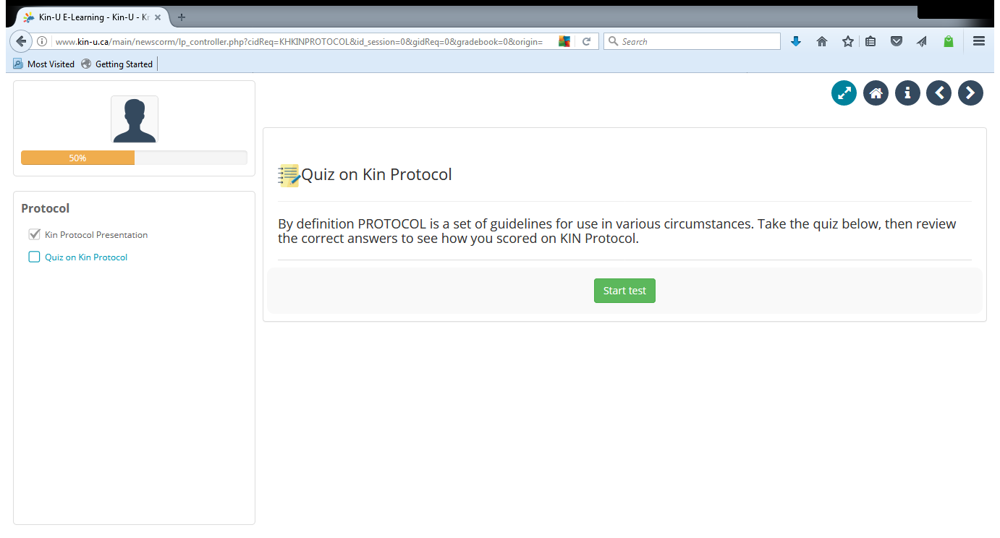 Kin-U E-Learning - Kin-U - Ki
www.kin-u.ca/main/newscorm/lp_controller.php?cidReq=KHKINPROTOCOL&id_session=0&gidReq=0&gradebook=0&origin=
Search
Most Visited
Getting Started
50%
Protocol
Kin Protocol Presentation
Quiz on Kin Protocol
Quiz on Kin Protocol
By definition PROTOCOL is a set of guidelines for use in various circumstances. Take the quiz below, then review
the correct answers to see how you scored on KIN Protocol.
Start test